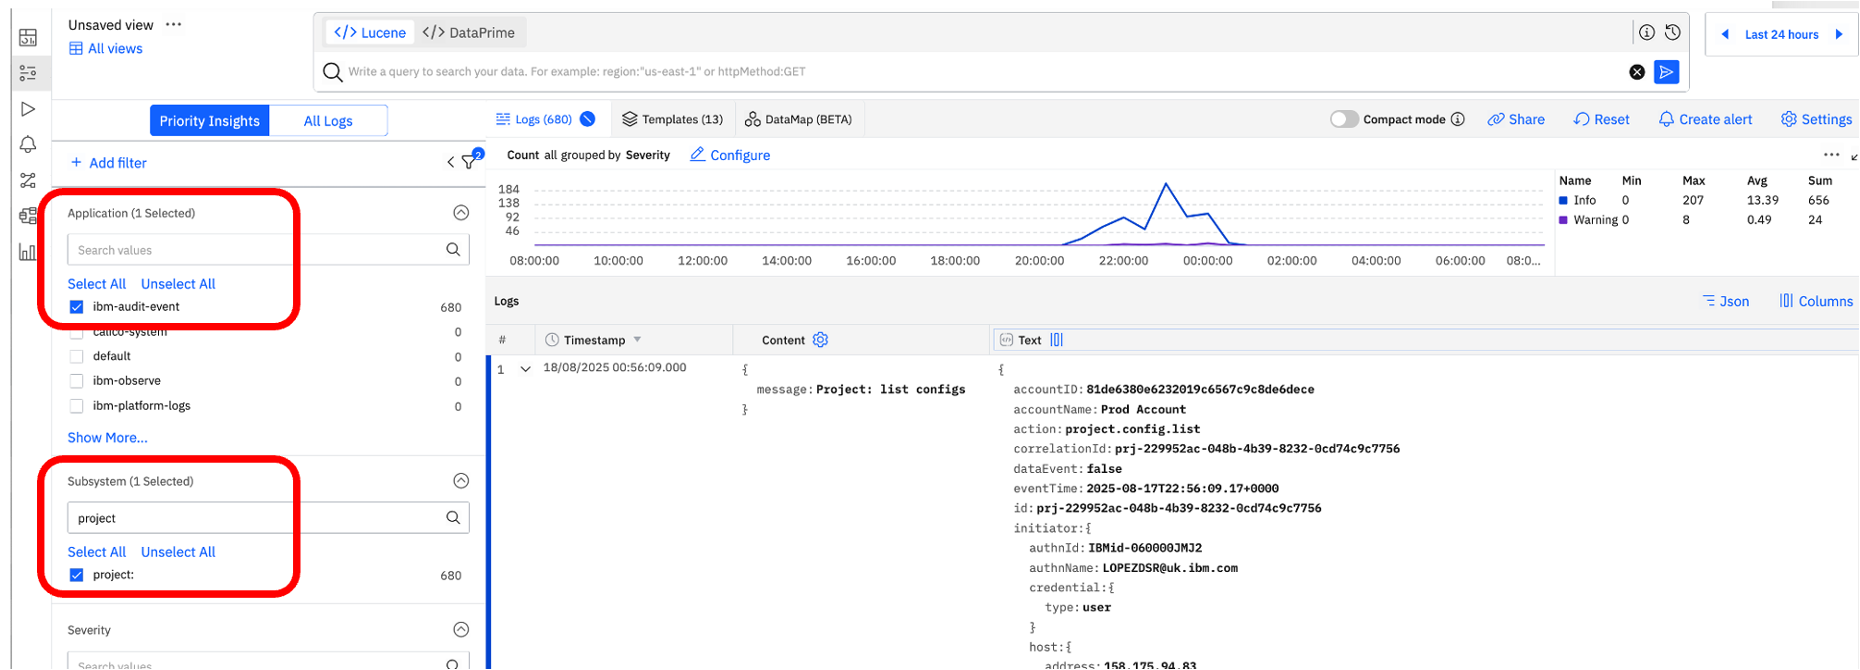 Unsaved view ...
All views
</> Lucene </> DataPrime
Write a query to search your data. For example: region:"us-east-1" or httpMethod:GET
Last 24 hours
Priority Insights All Logs
Logs (680) Templates (13) DataMap (BETA)
Compact mode Share Reset Create alert Settings
+ Add filter
2
Count all grouped by Severity Configure
...
Application (1 Selected)
Search values
Select All Unselect All
ibm-audit-event 680
calico-system 0
default 0
ibm-observe 0
ibm-platform-logs 0
Show More...
Subsystem (1 Selected)
project
Select All Unselect All
project: 680
Severity
Search values
184
138
92
46
08:00:00 10:00:00 12:00:00 14:00:00 16:00:00 18:00:00 20:00:00 22:00:00 00:00:00 02:00:00 04:00:00 06:00:00 08:0...
Name Min Max Avg Sum
Info 0 207 13.39 656
Warning 0 8 0.49 24
Logs
Json Columns
# Timestamp Content Text
1 18/08/2025 00:56:09.000
{
message: Project: list configs
}
{
accountID: 81de6380e6232019c6567c9c8de6dece
accountName: Prod Account
action: project.config.list
correlationId: prj-229952ac-048b-4b39-8232-0cd74c9c7756
dataEvent: false
eventTime: 2025-08-17T22:56:09.17+0000
id: prj-229952ac-048b-4b39-8232-0cd74c9c7756
initiator:{
authnId: IBMid-060000JMJ2
authnName: LOPEZDSR@uk.ibm.com
credential:{
type: user
}
host:{
address: 158.175.94.83